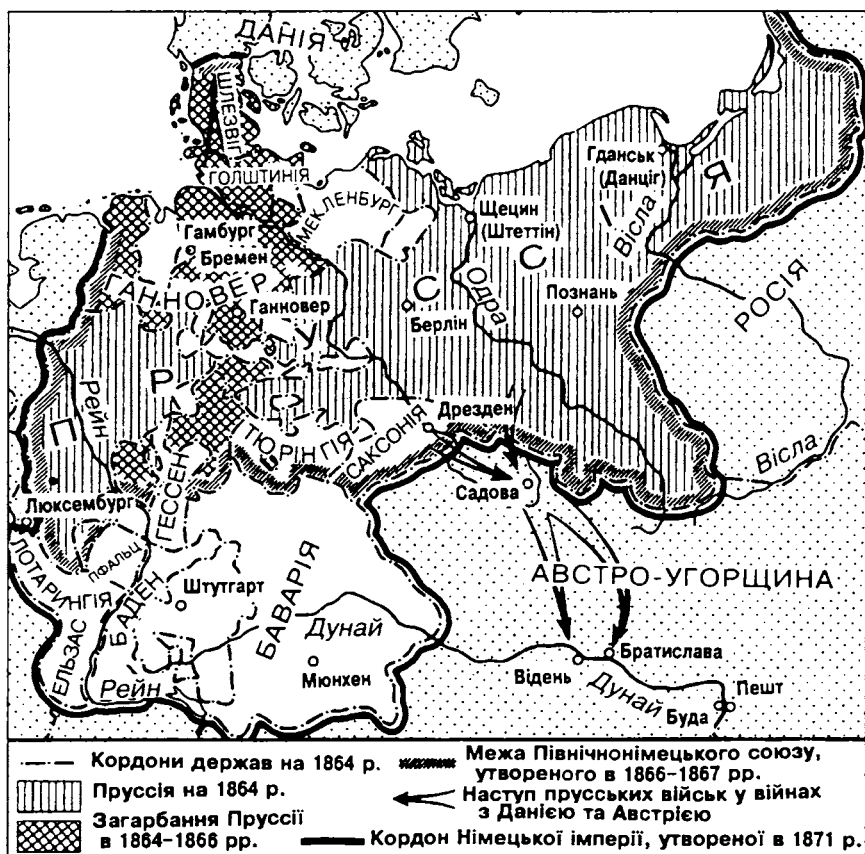 ДАНІЯ
ШЛЕЗВІГ
ГОЛШТИНІЯ
МЕКЛЕНБУРГ
Гданськ
(Данціг)
Щецин
(Штеттін)
Вісла
Гамбург
Бремен
ГАННОВЕР
Ганновер
Одра
Познань
Берлін
РОСІЯ
П Р У С С І Я
Рейн
Дрезден
ТЮРІНГІЯ
САКСОНІЯ
Вісла
Садова
ГЕССЕН
Люксембург
ПФАЛЬЦ
ЛОТАРИНГІЯ
БАДЕН
Штутгарт
БАВАРІЯ
АВСТРО-УГОРЩИНА
ЕЛЬЗАС
Дунай
Рейн
Мюнхен
Відень
Братислава
Дунай
Пешт
Буда
Кордони держав на 1864 р.
Пруссія на 1864 р.
Загарбання Пруссії
в 1864–1866 рр.
Межа Північнонімецького союзу,
утвореного в 1866–1867 рр.
Наступ прусських військ у війнах
з Данією та Австрією
Кордон Німецької імперії, утвореної в 1871 р.